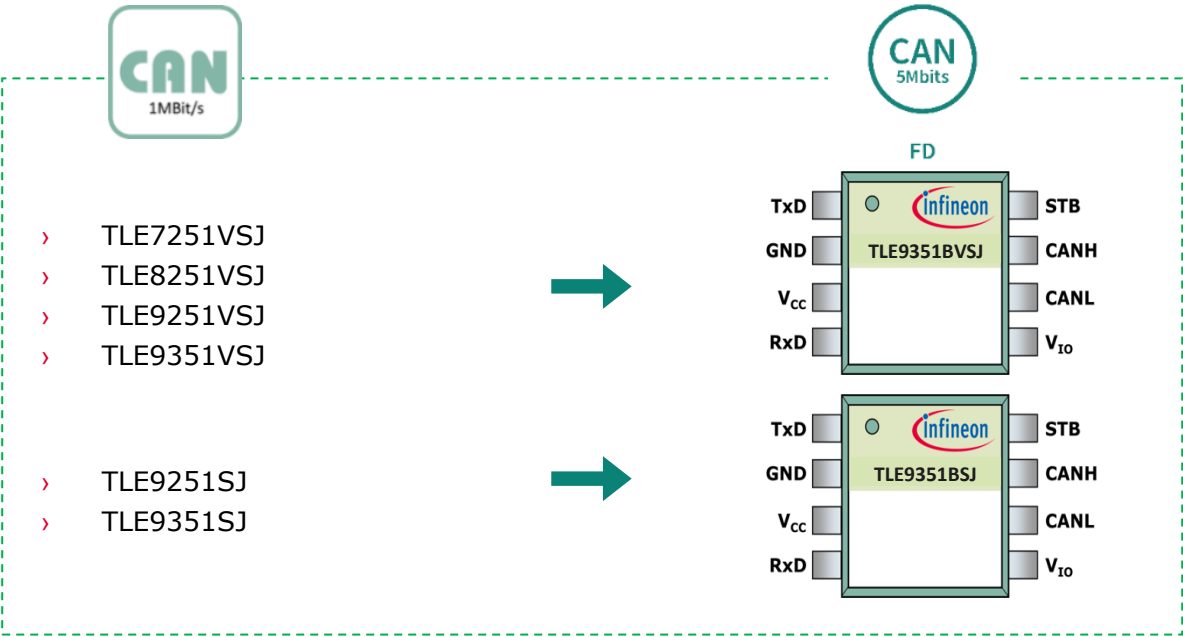 CAN
1MBit/s
CAN
5Mbits
FD
› TLE7251VSJ
› TLE8251VSJ
› TLE9251VSJ
› TLE9351VSJ
TxD
GND
VCC
RxD
infineon
TLE9351BVSJ
STB
CANH
CANL
VIO
› TLE9251SJ
› TLE9351SJ
TxD
GND
VCC
RxD
infineon
TLE9351BSJ
STB
CANH
CANL
VIO